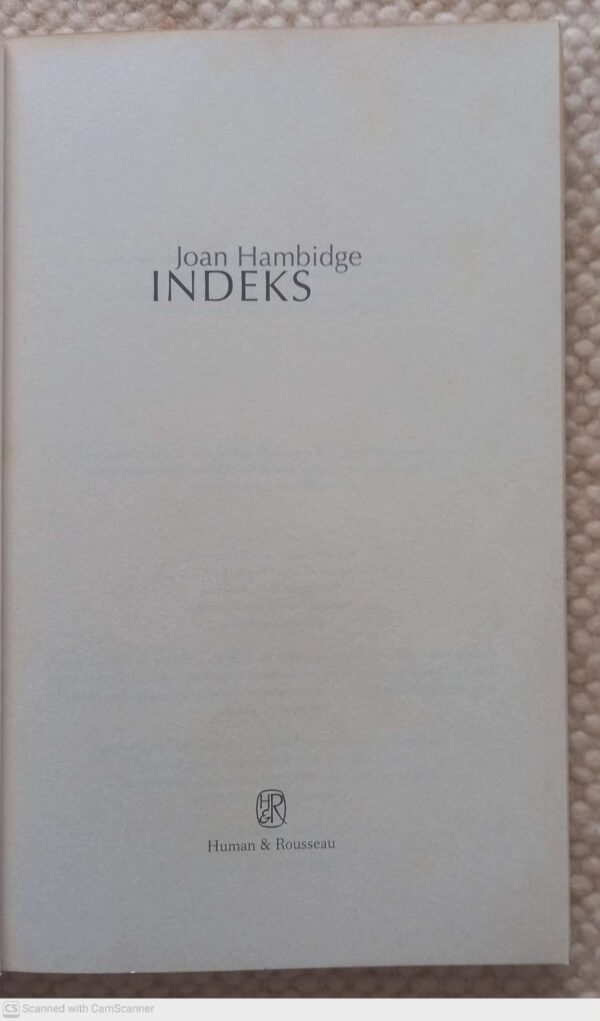 Joan Hambidge
INDEKS
H&R
Human & Rousseau
CS Scanned with CamScanner